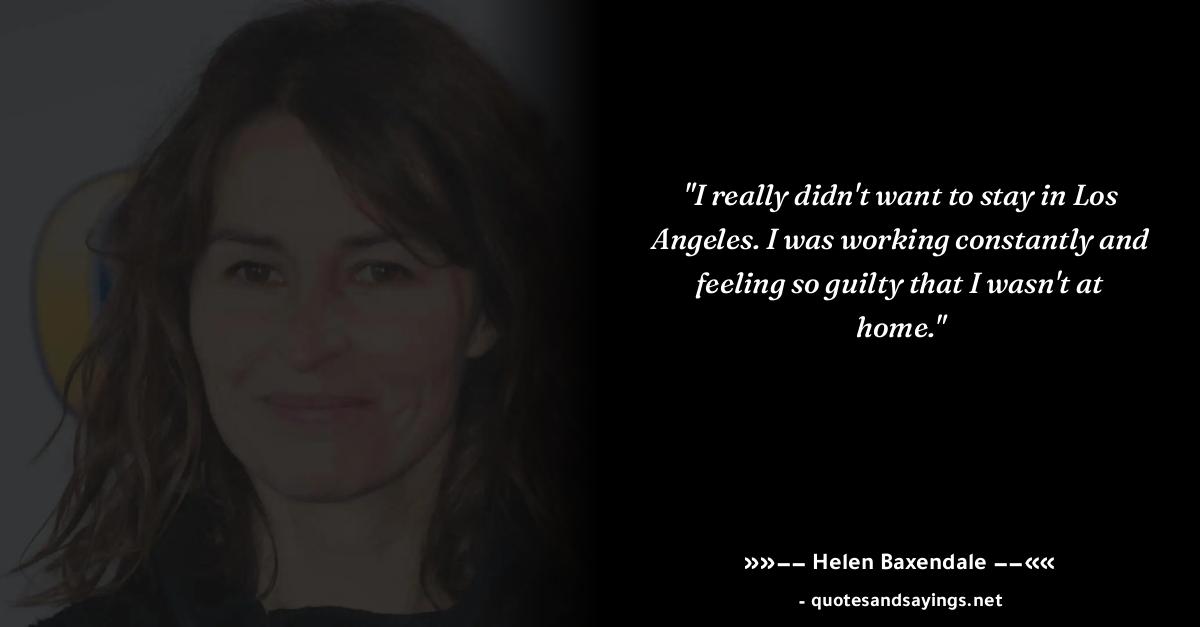 "I really didn't want to stay in Los
Angeles. I was working constantly and
feeling so guilty that I wasn't at
home."
»»–– Helen Baxendale ––««
- quotesandsayings.net